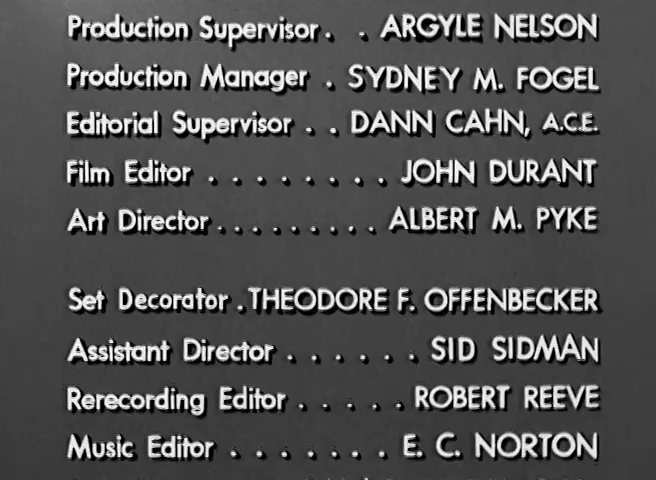 Production Supervisor . . ARGYLE NELSON
Production Manager . SYDNEY M. FOGEL
Editorial Supervisor . . DANN CAHN, A.C.E.
Film Editor . . . . . . . . JOHN DURANT
Art Director . . . . . . . . . ALBERT M. PYKE
Set Decorator . THEODORE F. OFFENBECKER
Assistant Director . . . . . . SID SIDMAN
Rerecording Editor . . . . . ROBERT REEVE
Music Editor . . . . . . . E. C. NORTON